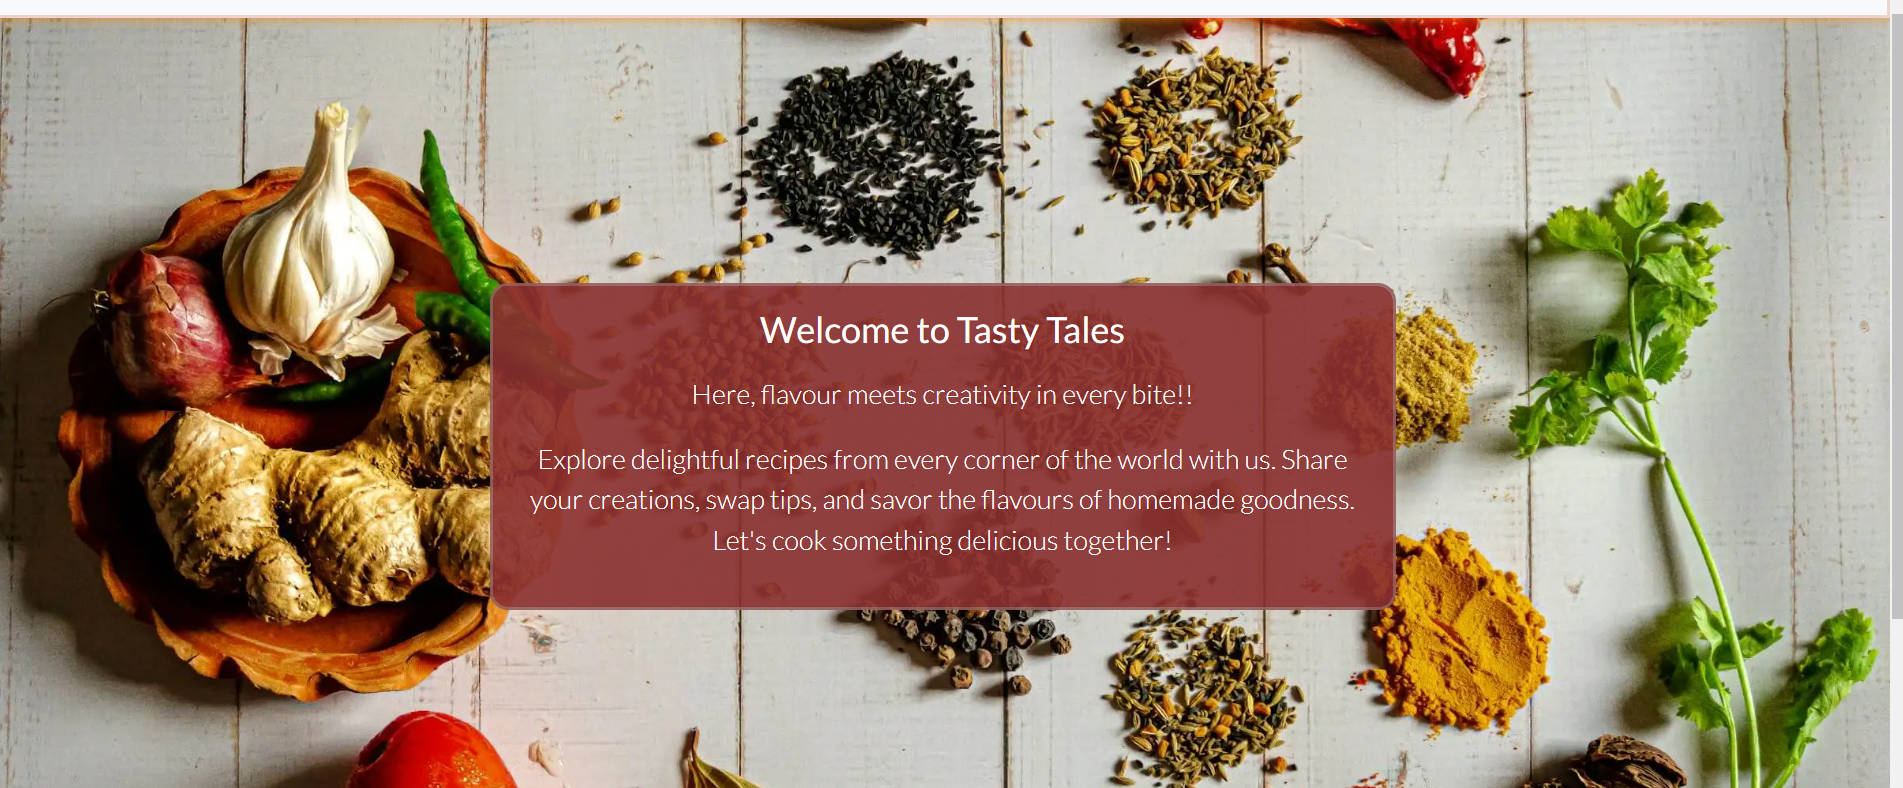 Welcome to Tasty Tales
Here, flavour meets creativity in every bite!!
Explore delightful recipes from every corner of the world with us. Share
your creations, swap tips, and savor the flavours of homemade goodness.
Let's cook something delicious together!